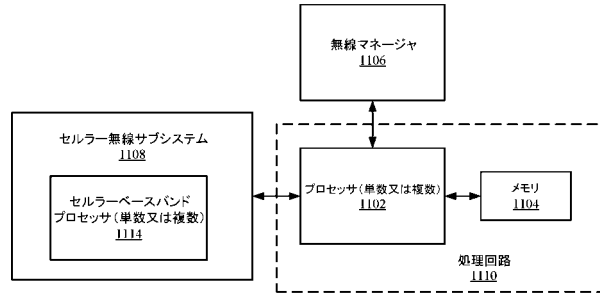 無線マネージャ
1106
セルラー無線サブシステム
1108
セルラーベースバンド
プロセッサ(単数又は複数)
1114
プロセッサ(単数又は複数)
1102
メモリ
1104
処理回路
1110